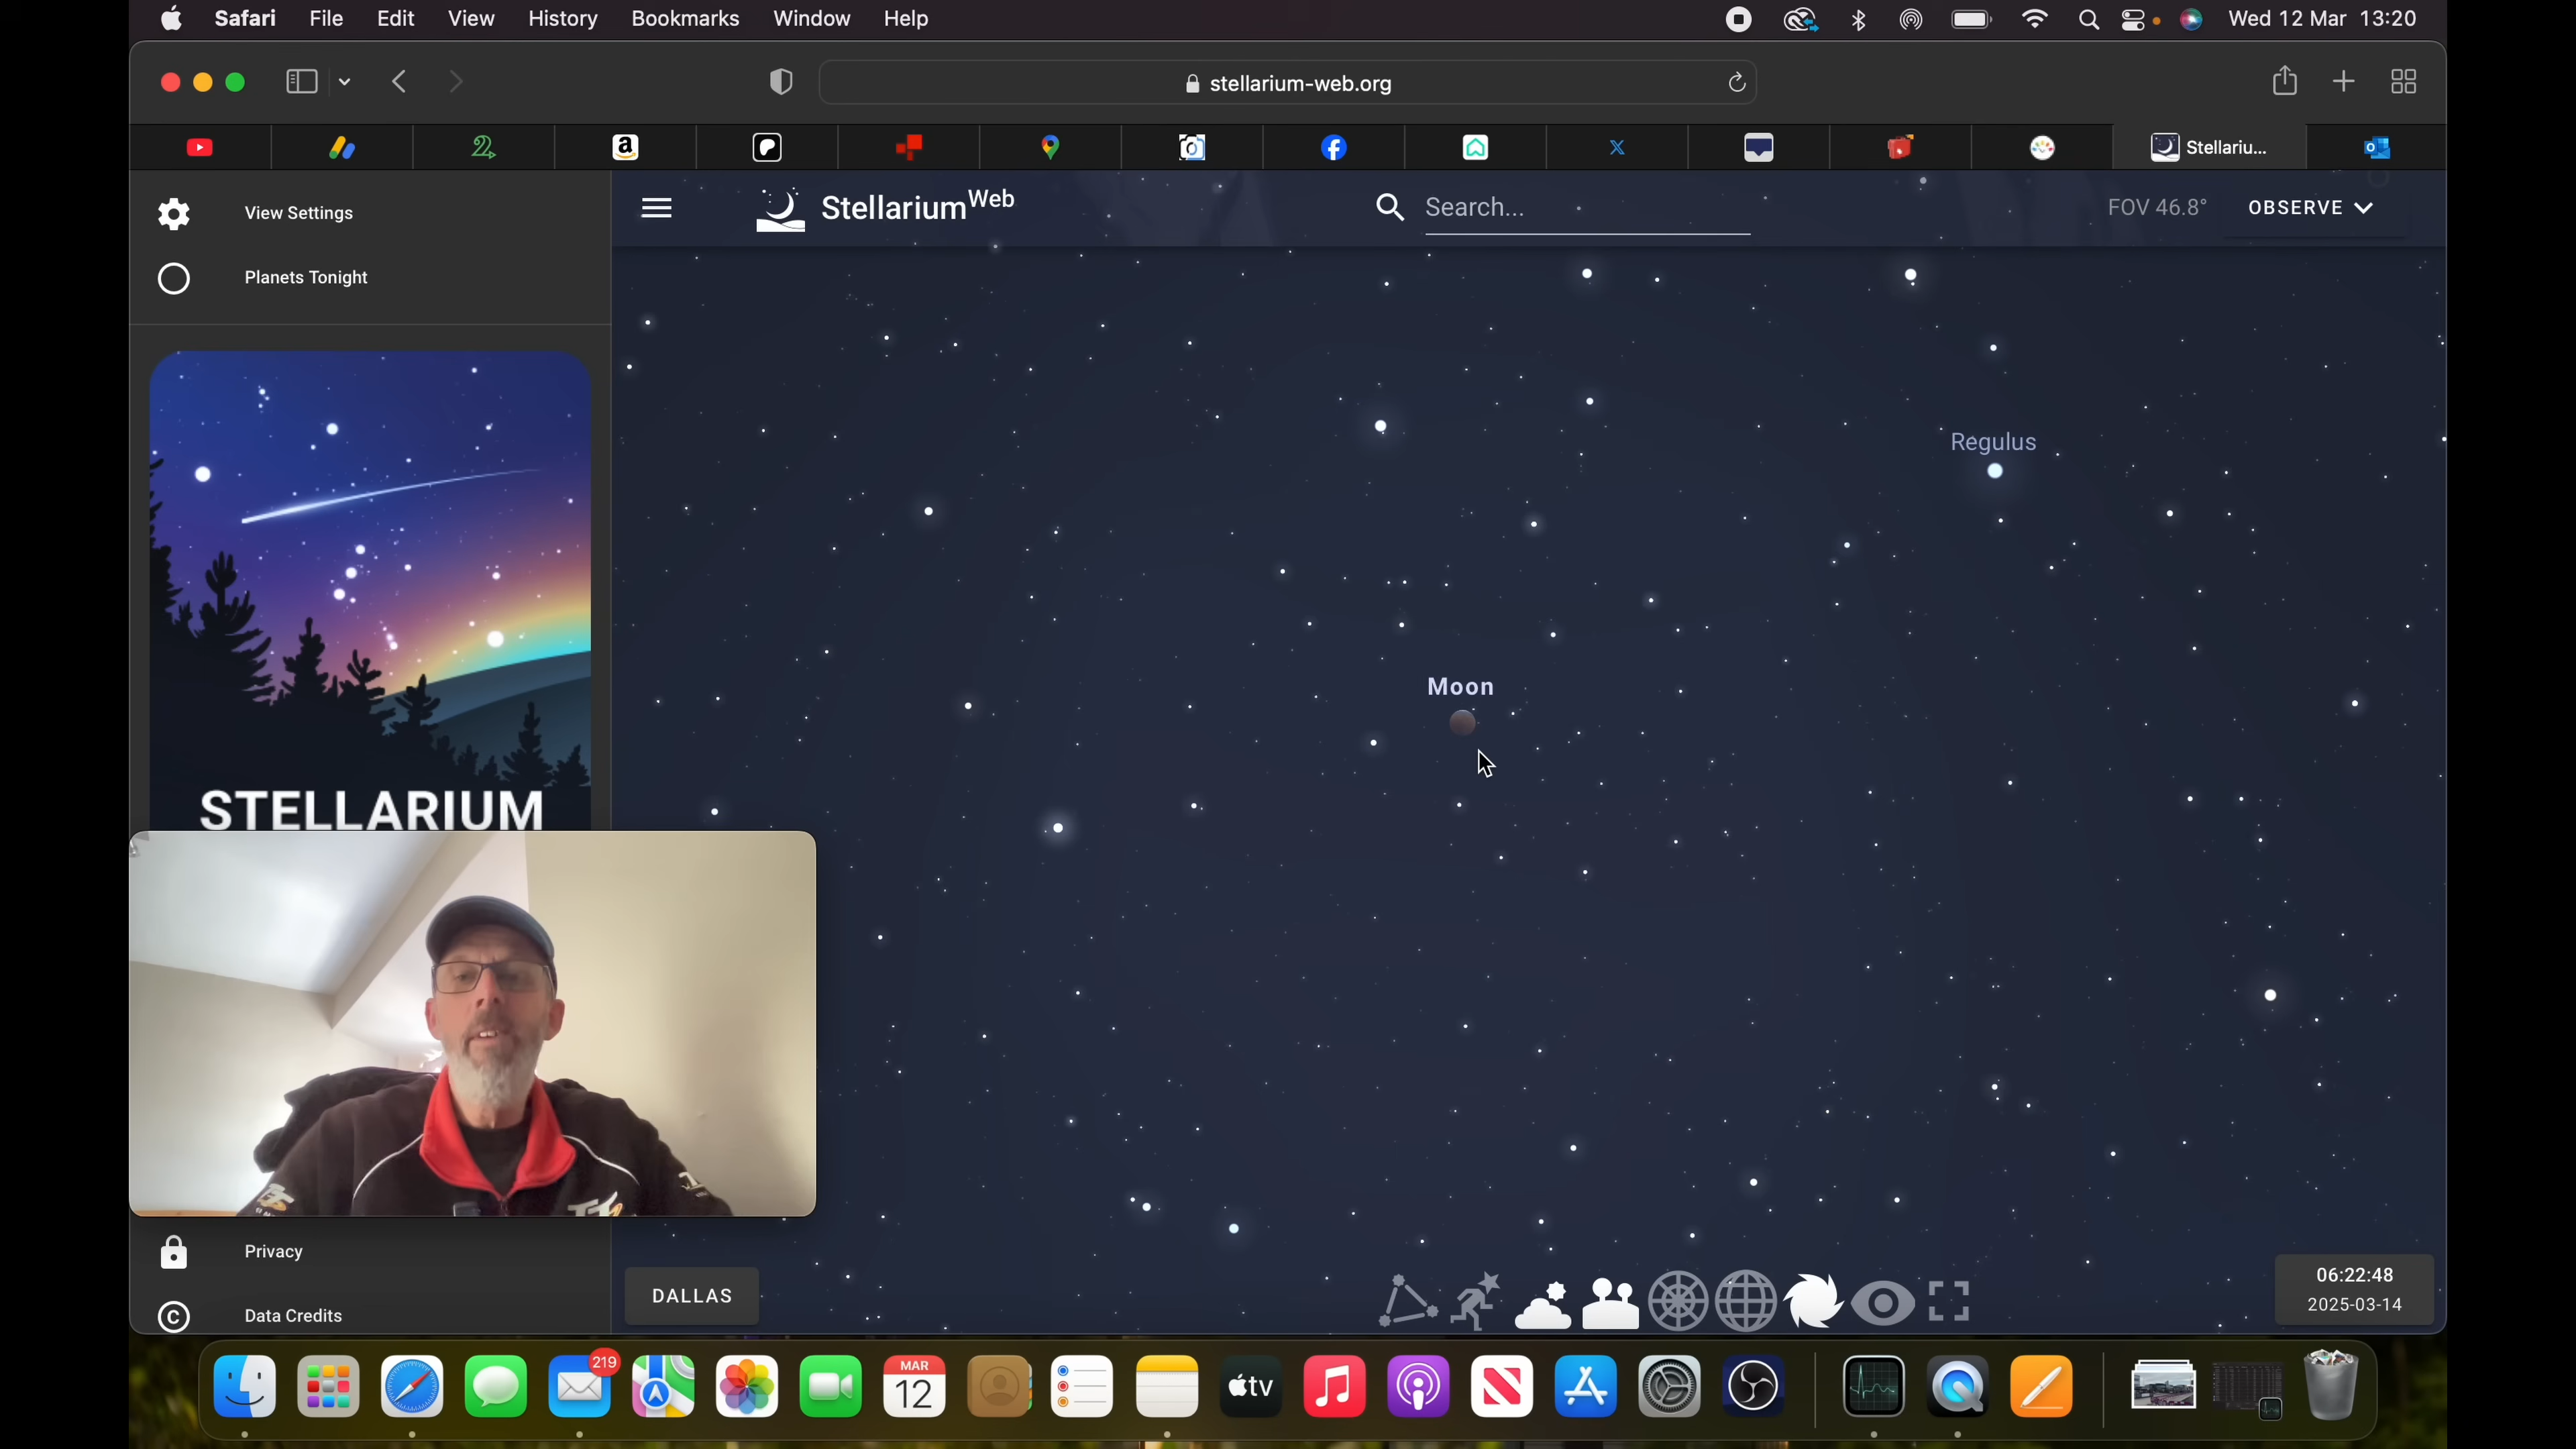 Safari File Edit View History Bookmarks Window Help Wed 12 Mar 13:20
stellarium-web.org
Stellariu...
View Settings
Planets Tonight
StellariumWeb
Search...
FOV 46.8°
OBSERVE
Regulus
Moon
STELLARIUM
Privacy
Data Credits
DALLAS
06:22:48
2025-03-14
219
MAR
12
tv